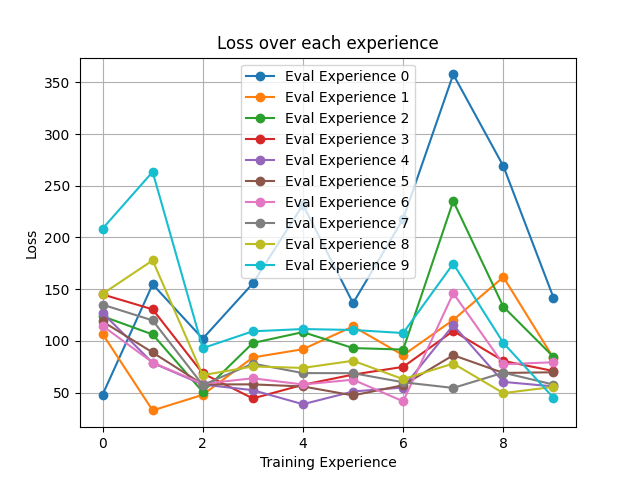 Loss over each experience
Loss
350
300
250
200
150
100
50
Eval Experience 0
Eval Experience 1
Eval Experience 2
Eval Experience 3
Eval Experience 4
Eval Experience 5
Eval Experience 6
Eval Experience 7
Eval Experience 8
Eval Experience 9
0 2 4 6 8
Training Experience